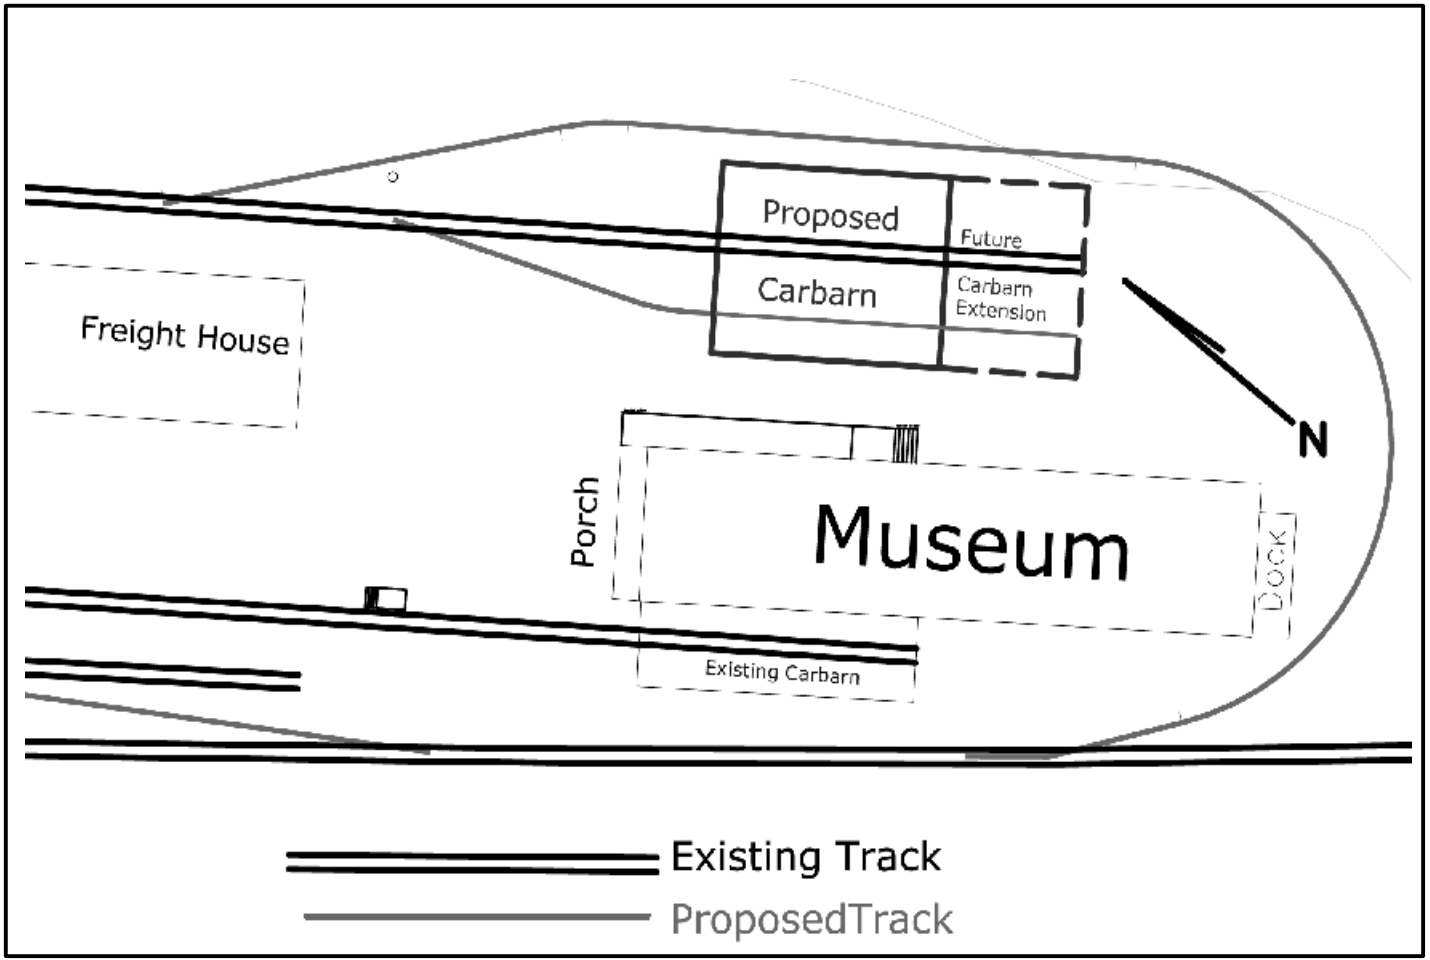 Proposed
Carbarn
Future
Carbarn
Extension
Freight House
N
Porch
Museum
Dock
Existing Carbarn
Existing Track
ProposedTrack